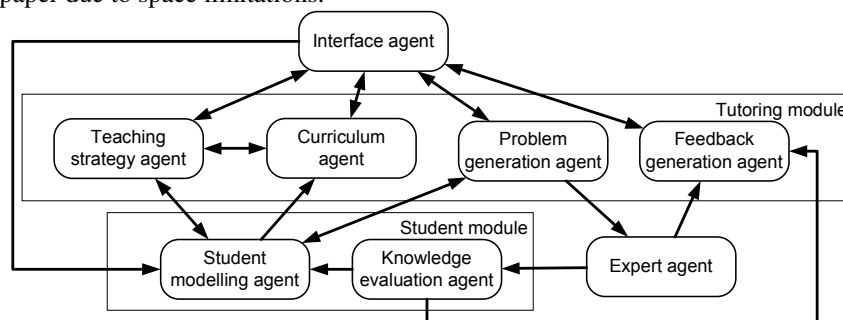 paper due to space limitations.
Interface agent
Tutoring module
Teaching
strategy agent
Curriculum
agent
Problem
generation agent
Feedback
generation agent
Student module
Student
modelling agent
Knowledge
evaluation agent
Expert agent